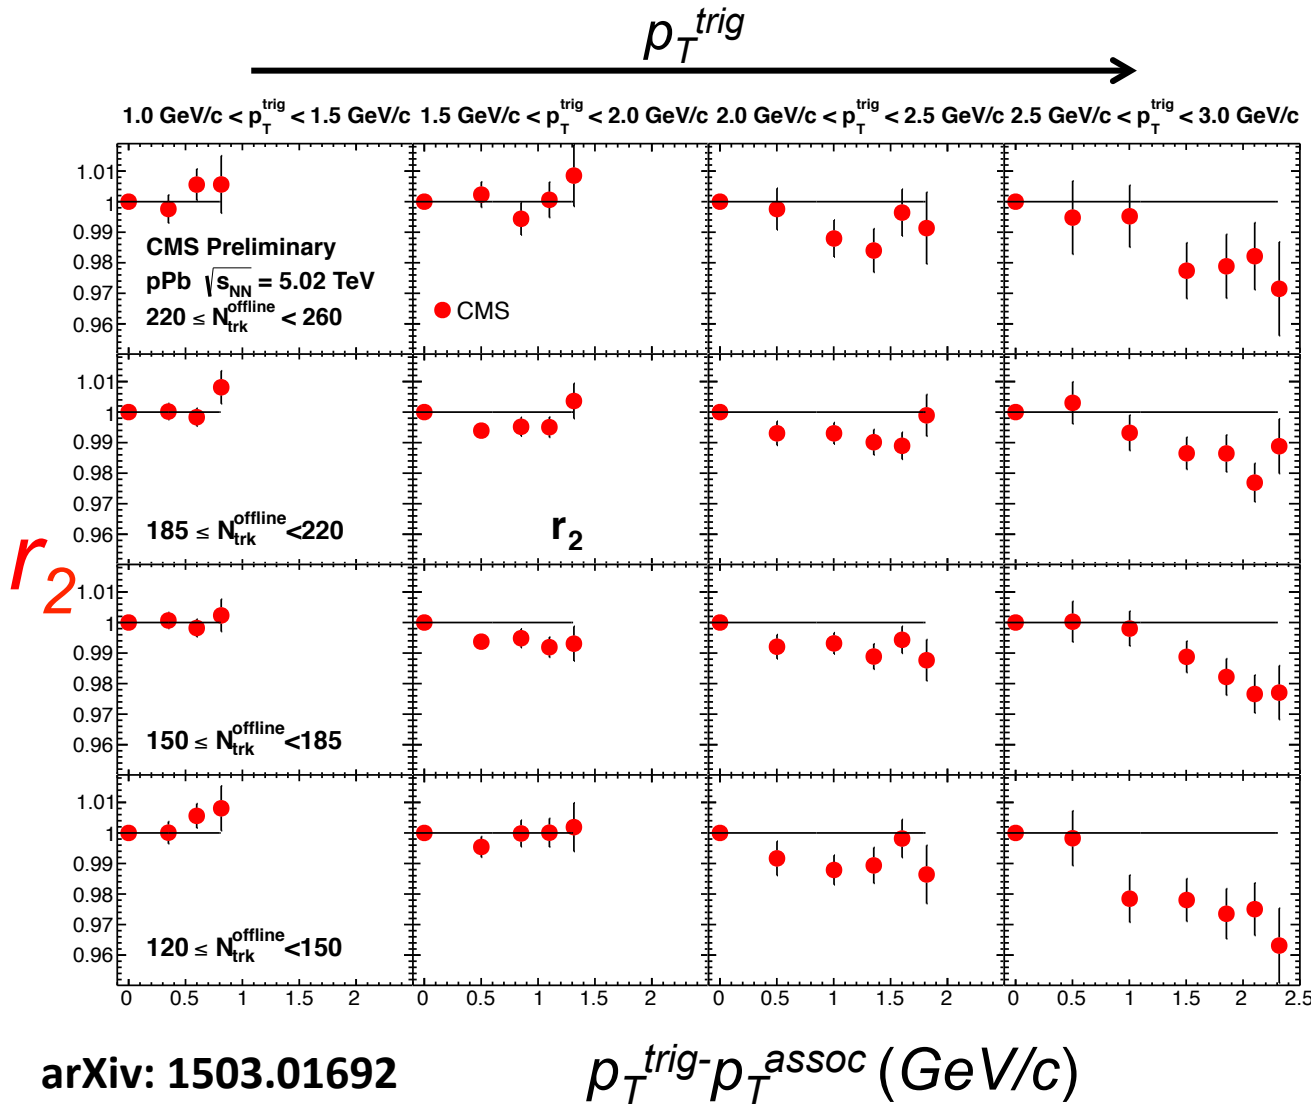 p_T^trig
1.0 GeV/c < p_T^trig < 1.5 GeV/c 1.5 GeV/c < p_T^trig < 2.0 GeV/c 2.0 GeV/c < p_T^trig < 2.5 GeV/c 2.5 GeV/c < p_T^trig < 3.0 GeV/c
1.01
1
0.99
0.98
0.97
0.96
CMS Preliminary
pPb √s_NN = 5.02 TeV
220 ≤ N_trk^offline < 260
CMS
1.01
1
0.99
0.98
0.97
0.96
185 ≤ N_trk^offline <220
r_2
r_2
1.01
1
0.99
0.98
0.97
0.96
150 ≤ N_trk^offline <185
1.01
1
0.99
0.98
0.97
0.96
120 ≤ N_trk^offline <150
0 0.5 1 1.5 2 0 0.5 1 1.5 2 0 0.5 1 1.5 2 0 0.5 1 1.5 2 2.5
arXiv: 1503.01692
p_T^trig-p_T^assoc (GeV/c)